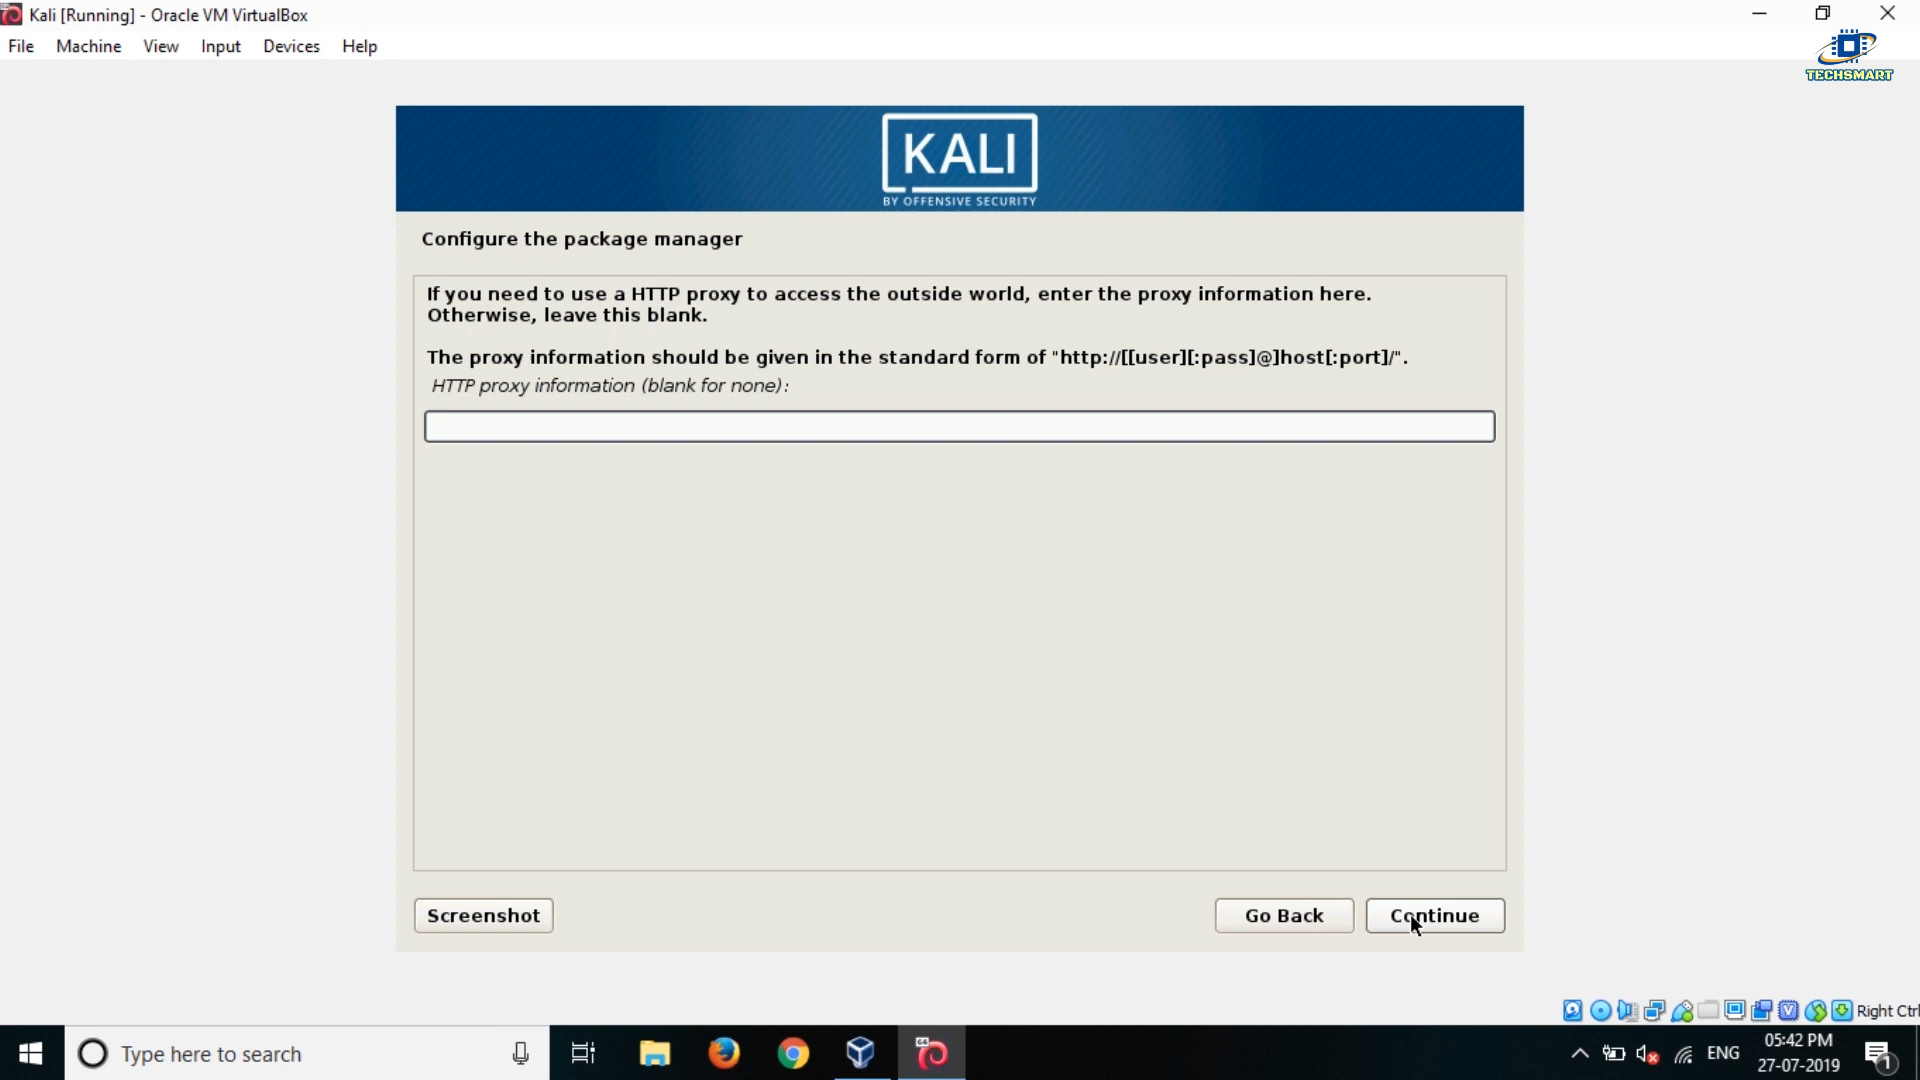 Kali [Running] - Oracle VM VirtualBox
File Machine View Input Devices Help
TECHSMART
KALI
BY OFFENSIVE SECURITY
Configure the package manager
If you need to use a HTTP proxy to access the outside world, enter the proxy information here.
Otherwise, leave this blank.
The proxy information should be given in the standard form of "http://[[user][:pass]@]host[:port]/".
HTTP proxy information (blank for none):
Screenshot Go Back Continue
Right Ctrl
Type here to search
64
ENG
05:42 PM
27-07-2019
1